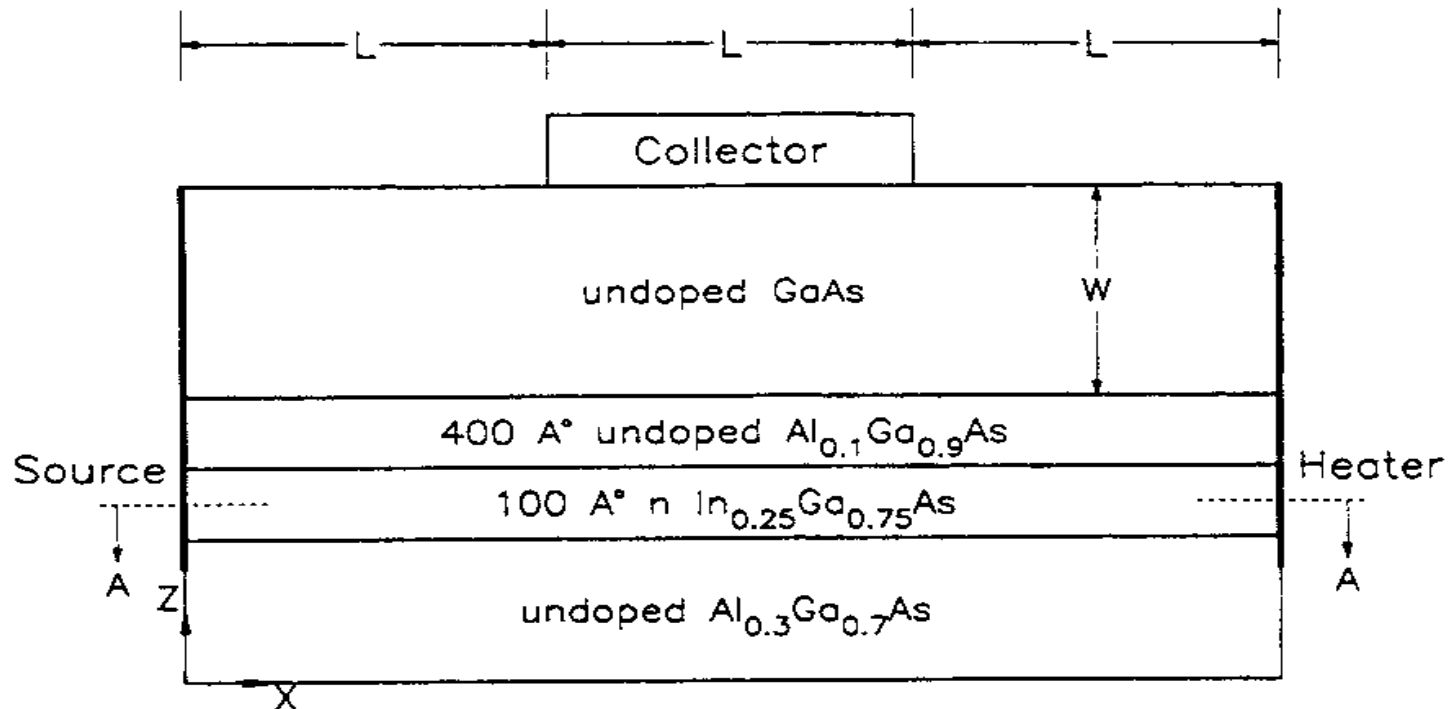 L L L
Collector
undoped GaAs
W
400 A° undoped Al₀.₁Ga₀.₉As
Source
Heater
100 A° n In₀.₂₅Ga₀.₇₅As
A
A
Z
undoped Al₀.₃Ga₀.₇As
X